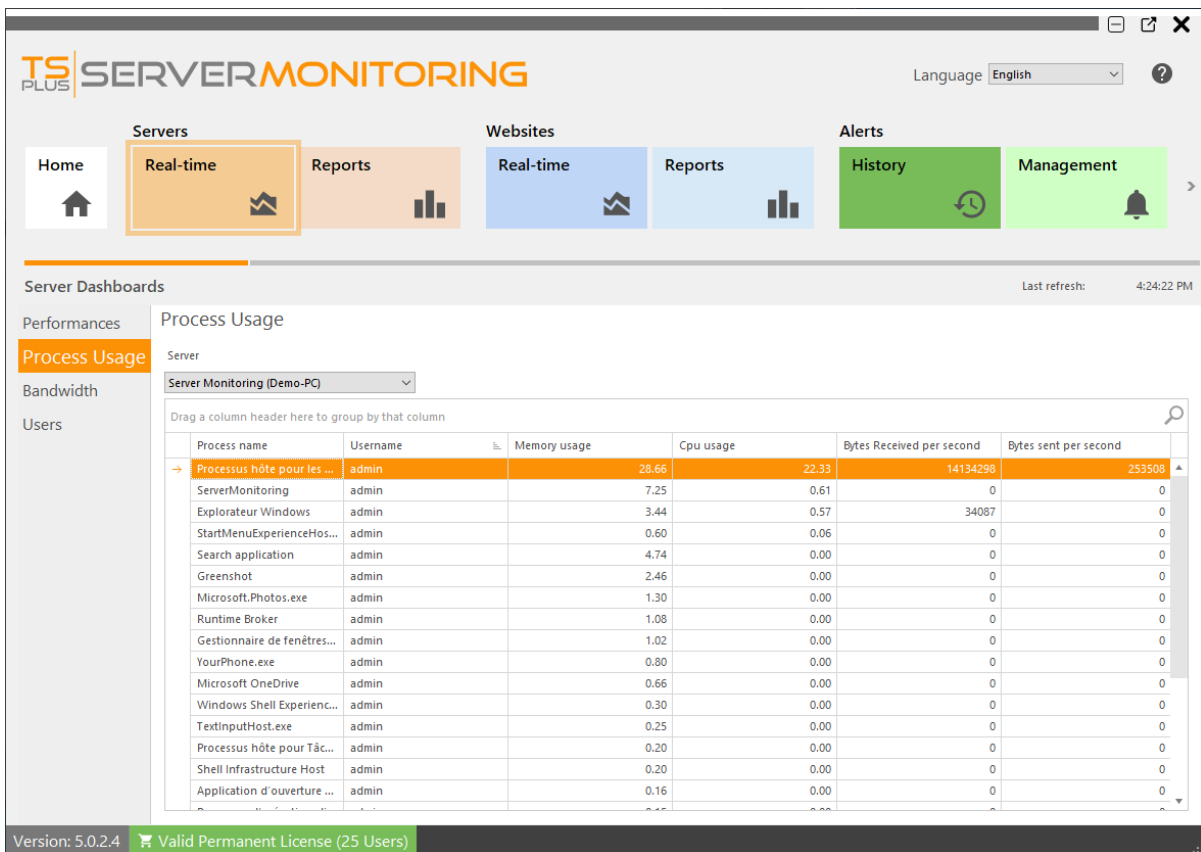 TS PLUS SERVERMONITORING
Language English
Servers Websites Alerts
Home Real-time Reports Real-time Reports History Management
Server Dashboards Last refresh: 4:24:22 PM
Performances
Process Usage
Bandwidth
Users
Process Usage
Server
Server Monitoring (Demo-PC)
Drag a column header here to group by that column
Process name Username Memory usage Cpu usage Bytes Received per second Bytes sent per second
Processus hôte pour les ... admin 28.66 22.33 14134298 253508
ServerMonitoring admin 7.25 0.61 0 0
Explorateur Windows admin 3.44 0.57 34087 0
StartMenuExperienceHos... admin 0.60 0.06 0 0
Search application admin 4.74 0.00 0 0
Greenshot admin 2.46 0.00 0 0
Microsoft.Photos.exe admin 1.30 0.00 0 0
Runtime Broker admin 1.08 0.00 0 0
Gestionnaire de fenêtres... admin 1.02 0.00 0 0
YourPhone.exe admin 0.80 0.00 0 0
Microsoft OneDrive admin 0.66 0.00 0 0
Windows Shell Experienc... admin 0.30 0.00 0 0
TextInputHost.exe admin 0.25 0.00 0 0
Processus hôte pour Tâc... admin 0.20 0.00 0 0
Shell Infrastructure Host admin 0.20 0.00 0 0
Application d'ouverture ... admin 0.16 0.00 0 0
Version: 5.0.2.4 Valid Permanent License (25 Users)